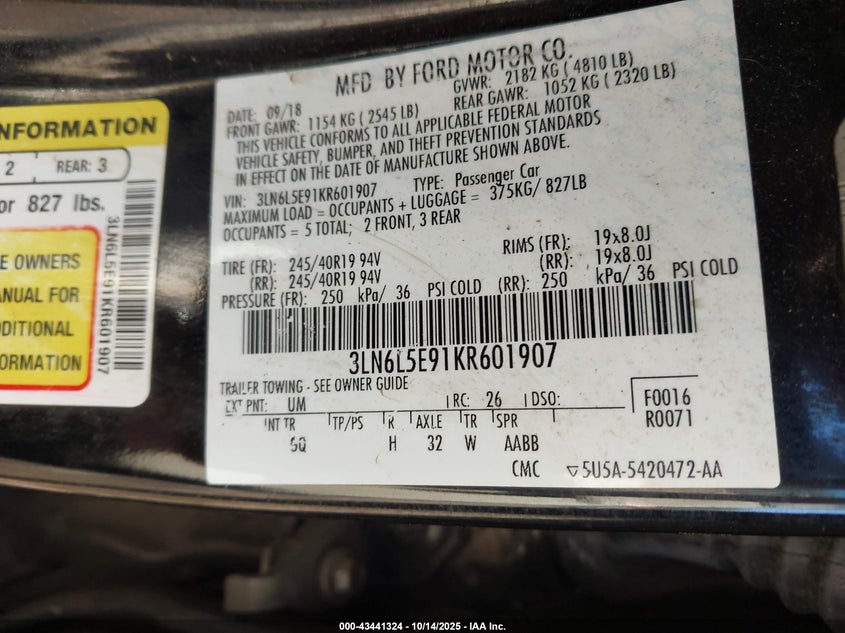 MFD BY FORD MOTOR CO.
DATE: 09/18 GVWR: 2182 KG ( 4810 LB)
FRONT GAWR: 1154 KG ( 2545 LB) REAR GAWR: 1052 KG ( 2320 LB)
THIS VEHICLE CONFORMS TO ALL APPLICABLE FEDERAL MOTOR
VEHICLE SAFETY, BUMPER, AND THEFT PREVENTION STANDARDS
IN EFFECT ON THE DATE OF MANUFACTURE SHOWN ABOVE.
VIN: 3LN6L5E91KR601907 TYPE: Passenger Car
MAXIMUM LOAD = OCCUPANTS + LUGGAGE = 375KG/ 827LB
OCCUPANTS = 5 TOTAL; 2 FRONT, 3 REAR
TIRE (FR): 245/40R19 94V RIMS (FR): 19x8.0J
(RR): 245/40R19 94V (RR): 19x8.0J
PRESSURE (FR): 250 kPa/ 36 PSI COLD (RR): 250 kPa/ 36 PSI COLD
3LN6L5E91KR601907
TRAILER TOWING - SEE OWNER GUIDE
EXT PNT: UM RC: 26 DSO: F0016
R0071
INT TR TP/PS R AXLE TR SPR
H 32 W AABB
CMC 5U5A-5420472-AA
NFORMATION
2 REAR: 3
or 827 lbs.
3LN6L5E91KR601907
E OWNERS
ANUAL FOR
DDITIONAL
FORMATION
000-43441324 | 10/14/2025 - IAA Inc.